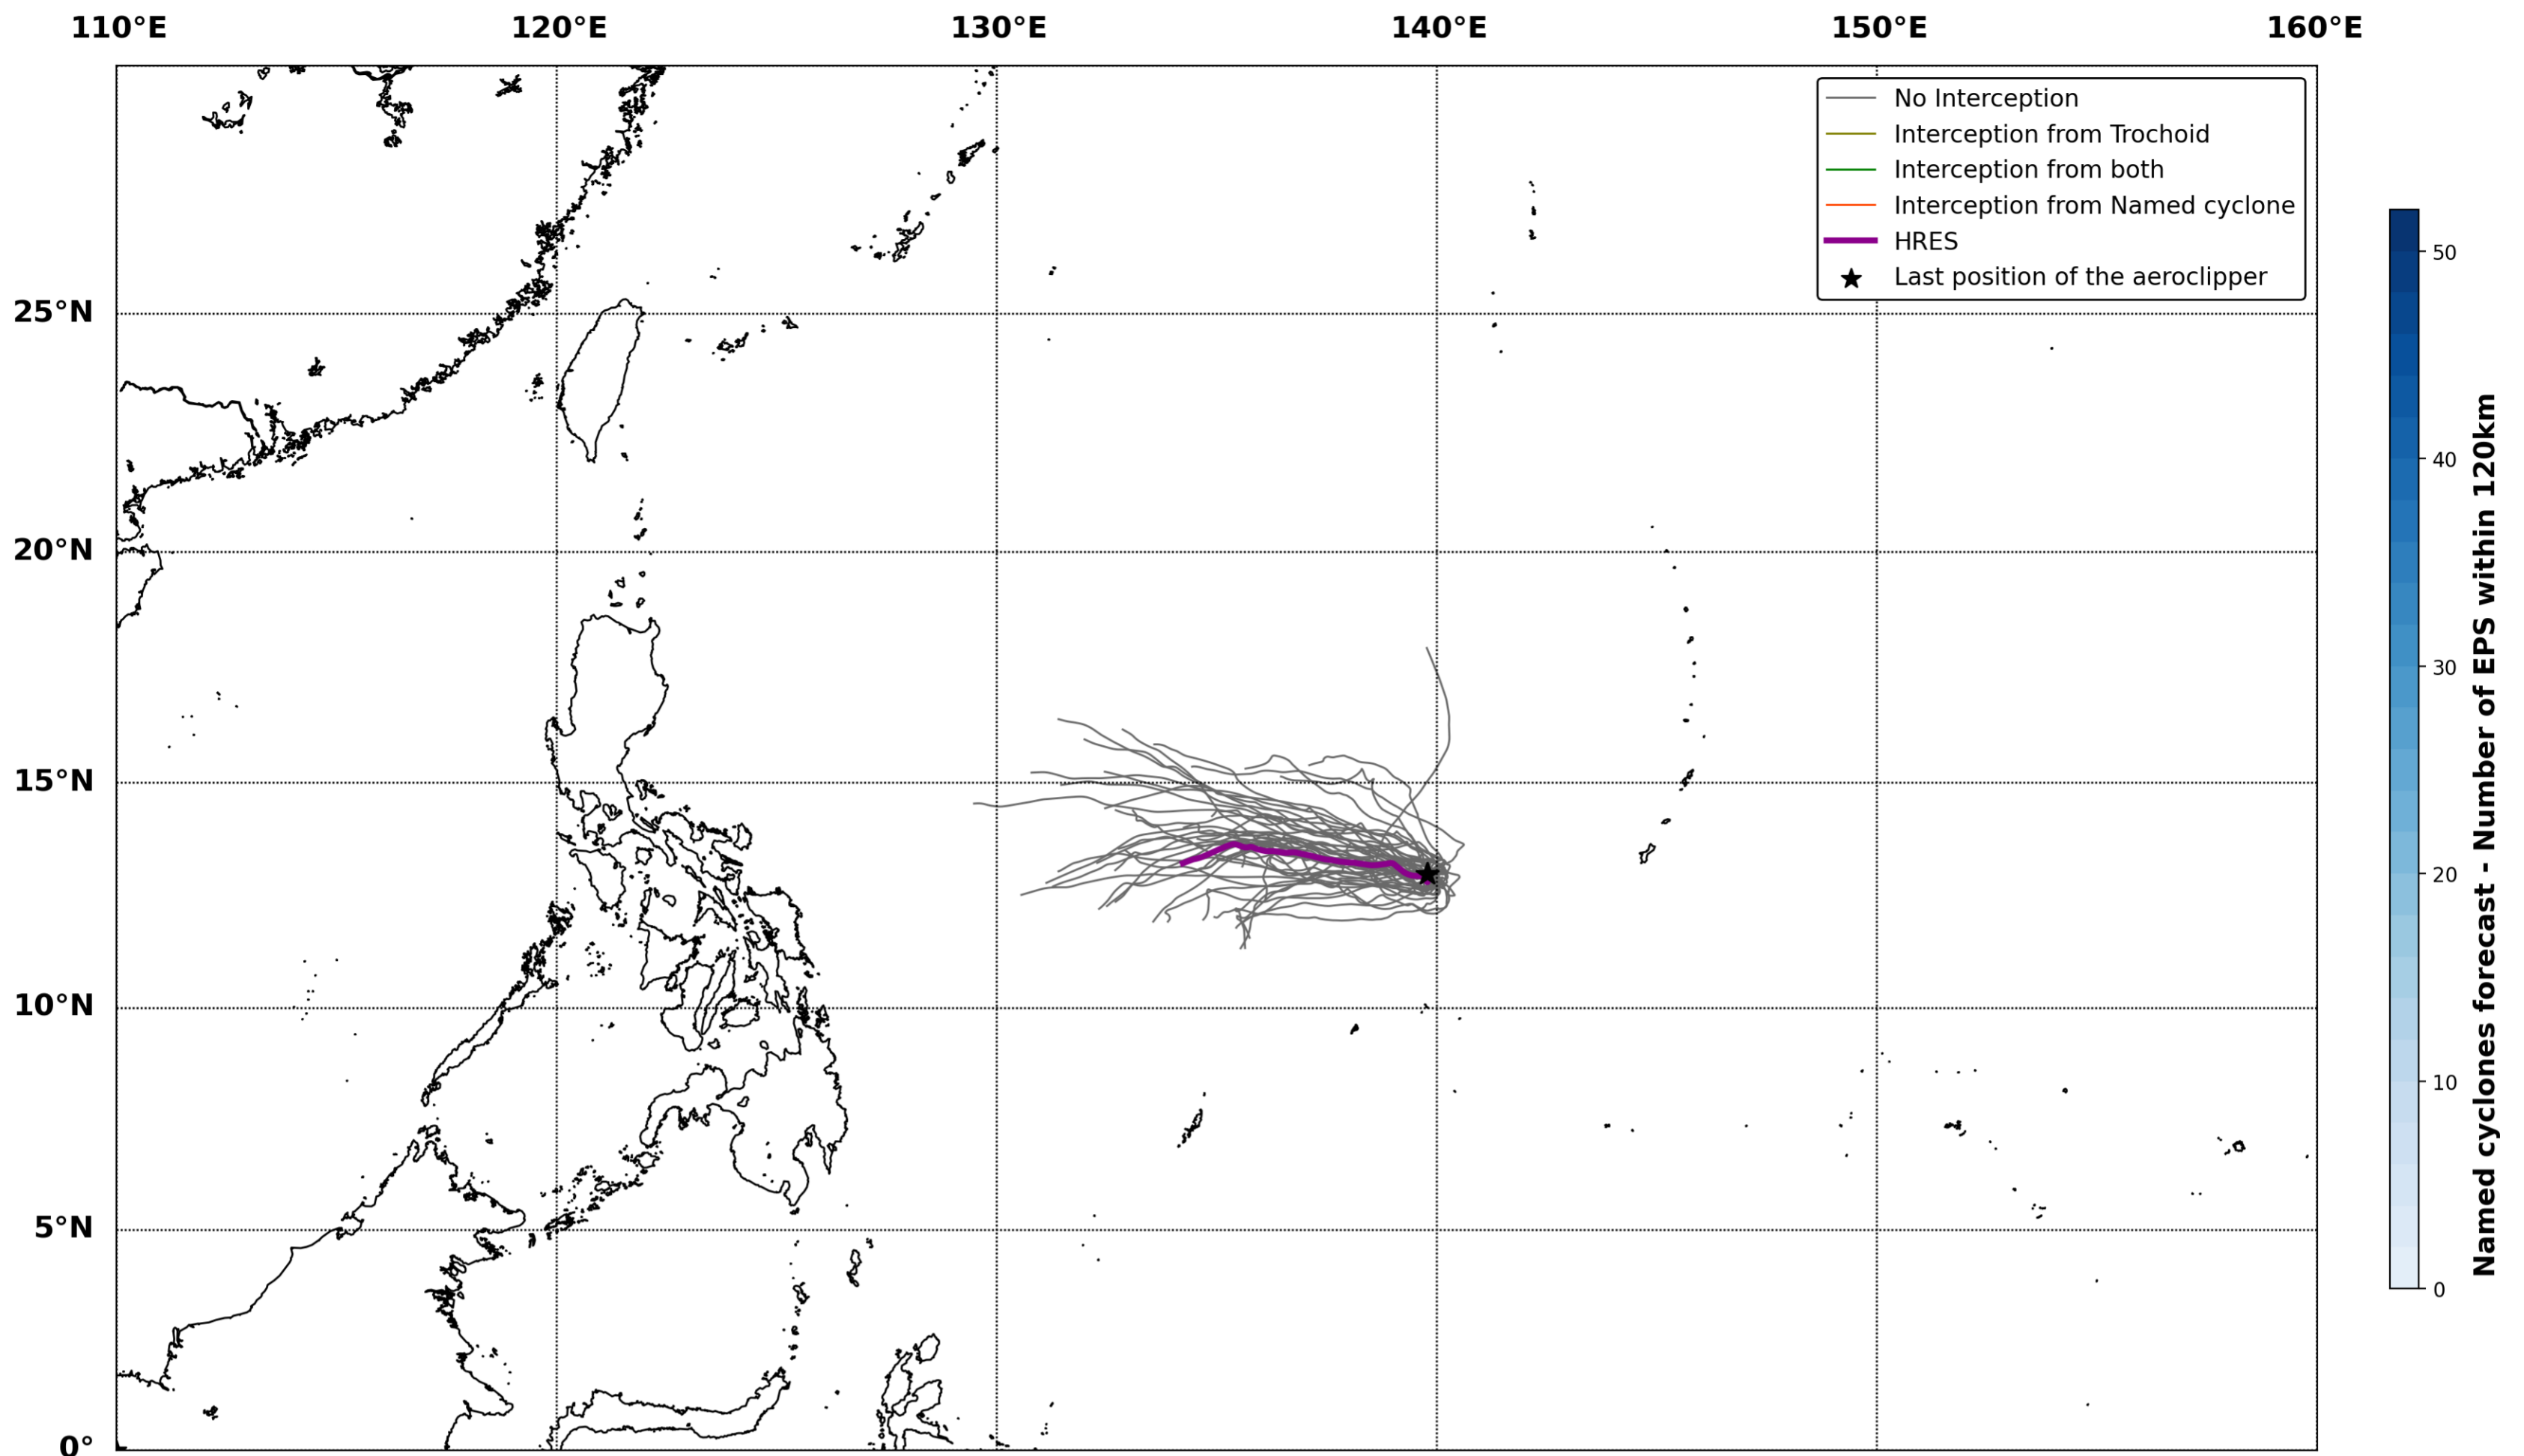 110°E 120°E 130°E 140°E 150°E 160°E
No Interception
Interception from Trochoid
Interception from both
Interception from Named cyclone
HRES
Last position of the aeroclipper
25°N
20°N
15°N
10°N
5°N
0°
50
40
30
20
10
0
Named cyclones forecast - Number of EPS within 120km